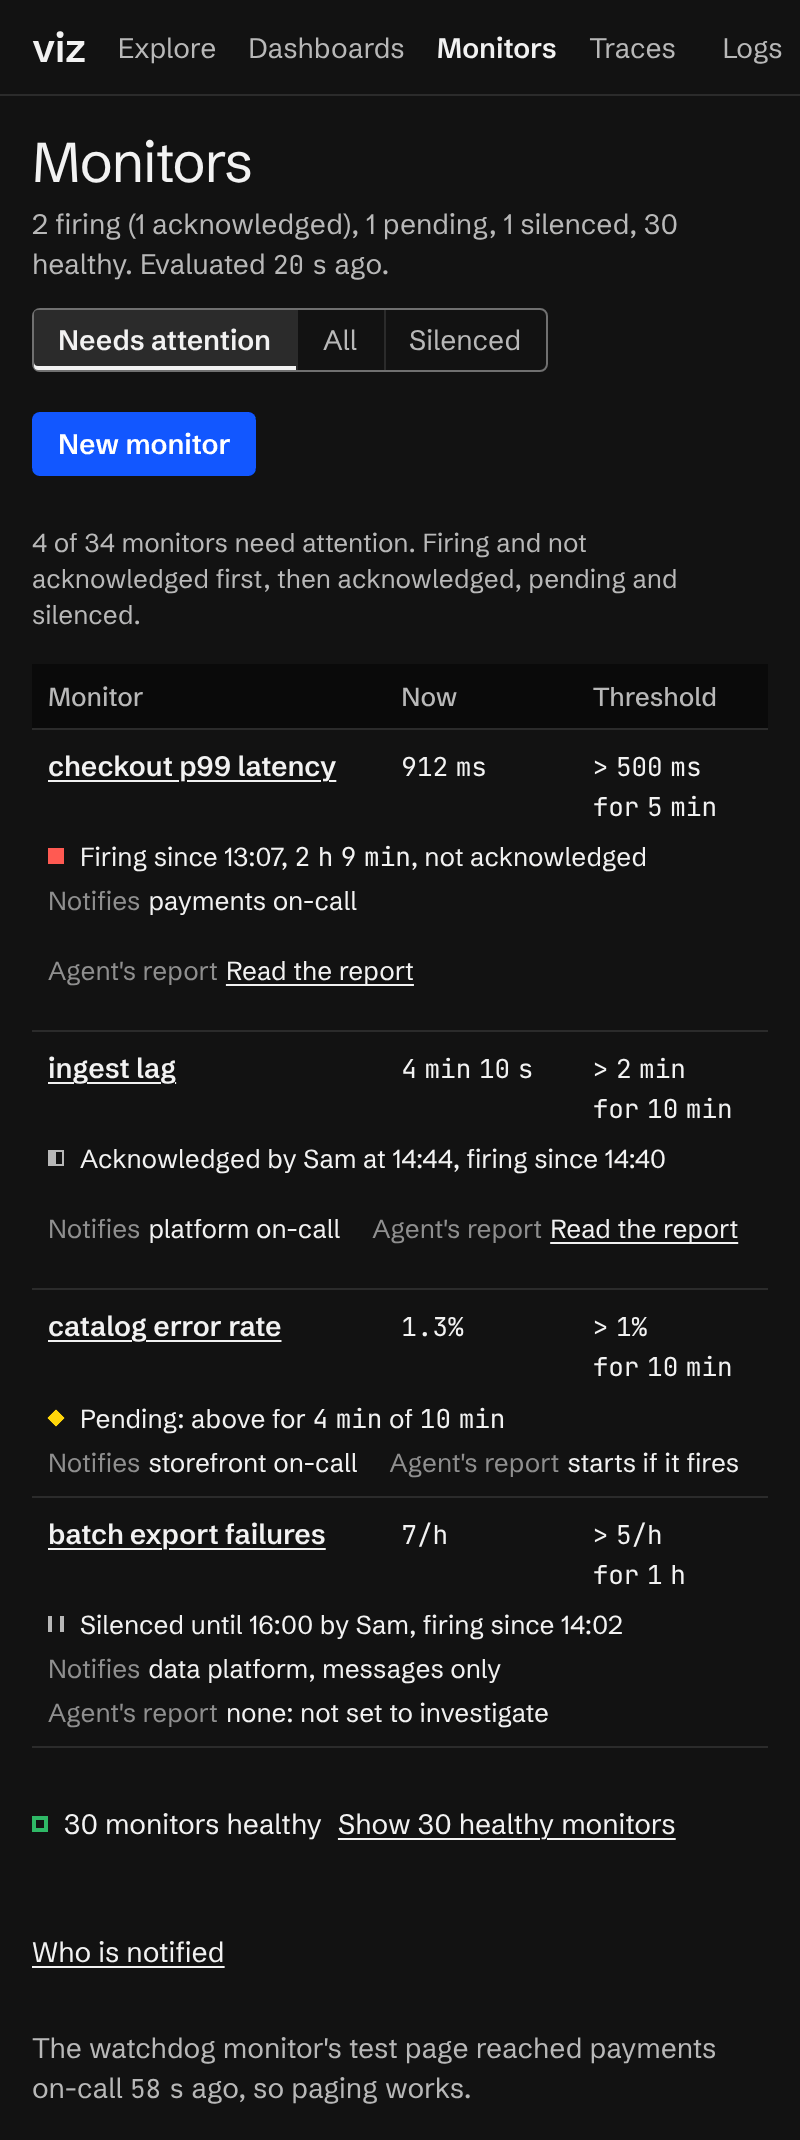 viz Explore Dashboards Monitors Traces Logs
Monitors
2 firing (1 acknowledged), 1 pending, 1 silenced, 30
healthy. Evaluated 20 s ago.
Needs attention All Silenced
New monitor
4 of 34 monitors need attention. Firing and not
acknowledged first, then acknowledged, pending and
silenced.
Monitor Now Threshold
checkout p99 latency 912 ms > 500 ms
for 5 min
Firing since 13:07, 2 h 9 min, not acknowledged
Notifies payments on-call
Agent's report Read the report
ingest lag 4 min 10 s > 2 min
for 10 min
Acknowledged by Sam at 14:44, firing since 14:40
Notifies platform on-call Agent's report Read the report
catalog error rate 1.3% > 1%
for 10 min
Pending: above for 4 min of 10 min
Notifies storefront on-call Agent's report starts if it fires
batch export failures 7/h > 5/h
for 1 h
Silenced until 16:00 by Sam, firing since 14:02
Notifies data platform, messages only
Agent's report none: not set to investigate
30 monitors healthy Show 30 healthy monitors
Who is notified
The watchdog monitor's test page reached payments
on-call 58 s ago, so paging works.